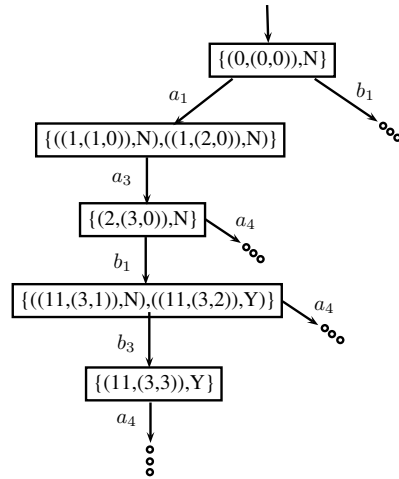 {(0,(0,0)),N}
a₁ b₁
{((1,(1,0)),N),((1,(2,0)),N)}
a₃
{(2,(3,0)),N} a₄
b₁
{((11,(3,1)),N),((11,(3,2)),Y)} a₄
b₃
{(11,(3,3)),Y}
a₄